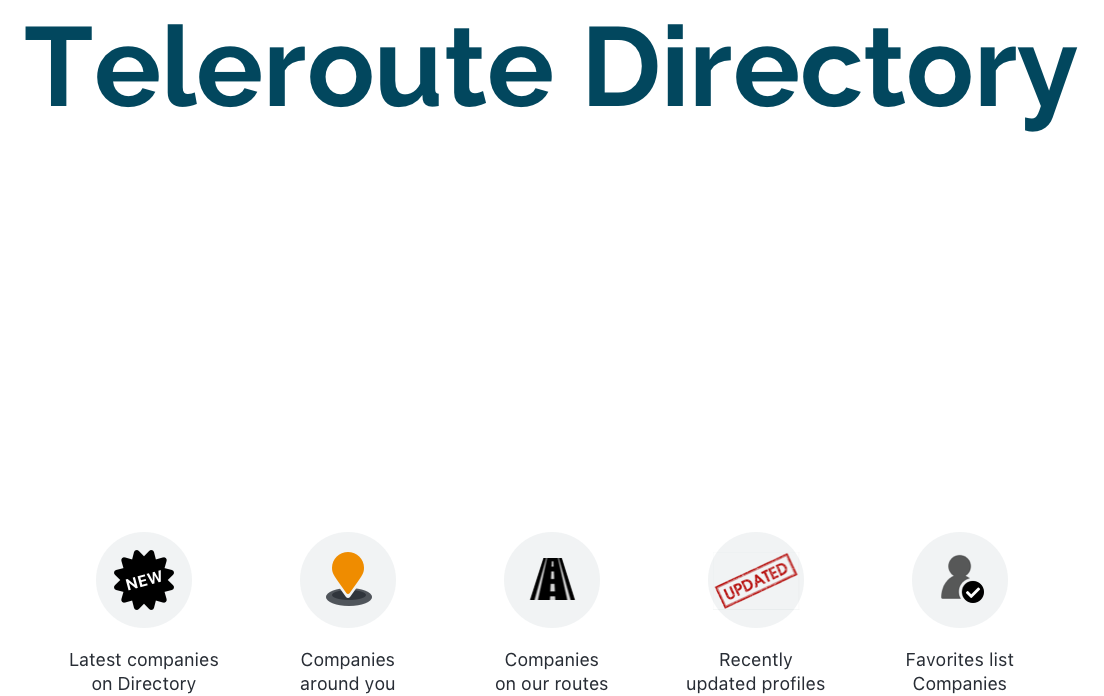 Teleroute Directory
NEW
UPDATED
Latest companies
on Directory
Companies
around you
Companies
on our routes
Recently
updated profiles
Favorites list
Companies